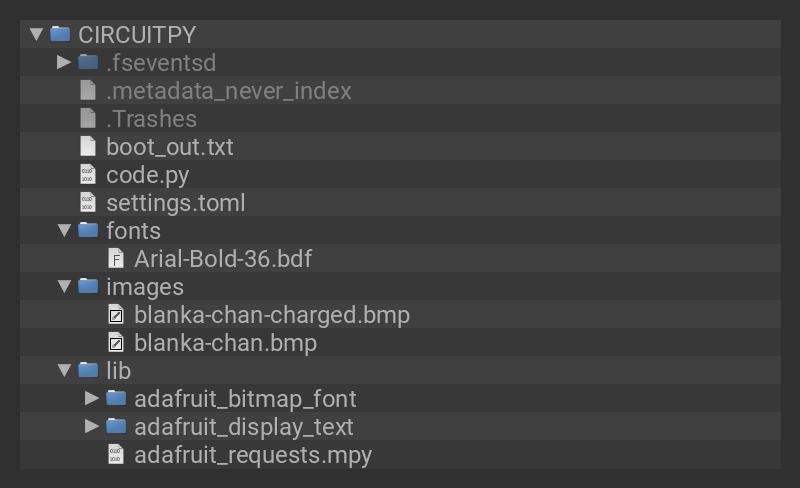 CIRCUITPY
.fseventsd
.metadata_never_index
.Trashes
boot_out.txt
code.py
settings.toml
fonts
Arial-Bold-36.bdf
images
blanka-chan-charged.bmp
blanka-chan.bmp
lib
adafruit_bitmap_font
adafruit_display_text
adafruit_requests.mpy